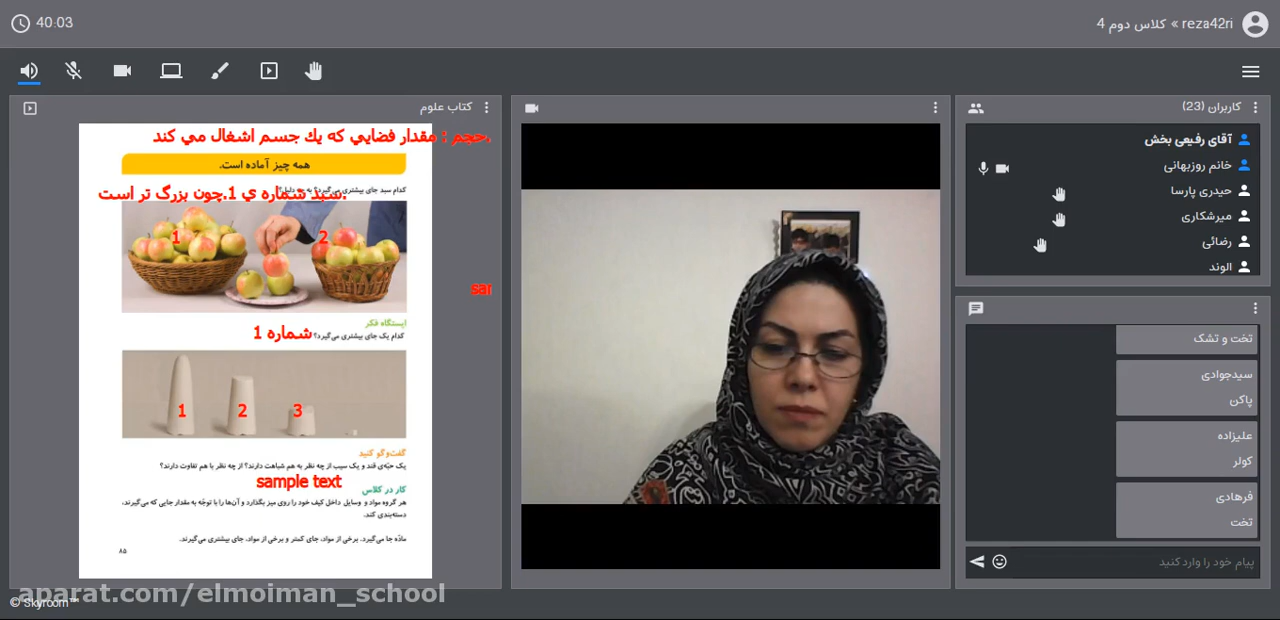 40:03
reza42ri » کلاس دوم 4
کتاب علوم
حجم : مقدار فضايي كه يك جسم اشغال مي كند.
همه چیز آماده است.
کدام سبد جای بیشتری می‌گیرد؟ به چه دلیل؟
سبد شماره ي 1.چون بزرگ تر است.
1
2
sar
ایستگاه فکر
کدام یک جای بیشتری می‌گیرد؟
شماره 1
1
2
3
گفت‌وگو کنید
یک حبّه‌ی قند و یک سیب از چه نظر به هم شباهت دارند؟ از چه نظر با هم تفاوت دارند؟
sample text
کار در کلاس
هر گروه مواد و وسایل داخل کیف خود را روی میز بگذارد و آن‌ها را با توجّه به مقدار جایی که می‌گیرند،
دسته‌بندی کند.
مادّه جا می‌گیرد. برخی از مواد، جای کمتر و برخی از مواد، جای بیشتری می‌گیرند.
۸۵
کاربران (23)
آقای رفیعی بخش
خانم روزبهانی
حیدری پارسا
میرشکاری
رضائی
الوند
تخت و تشک
سیدجوادی
پاکن
علیزاده
کولر
فرهادی
تخت
پیام خود را وارد کنید
aparat.com/elmoiman_school
© Skyroom™